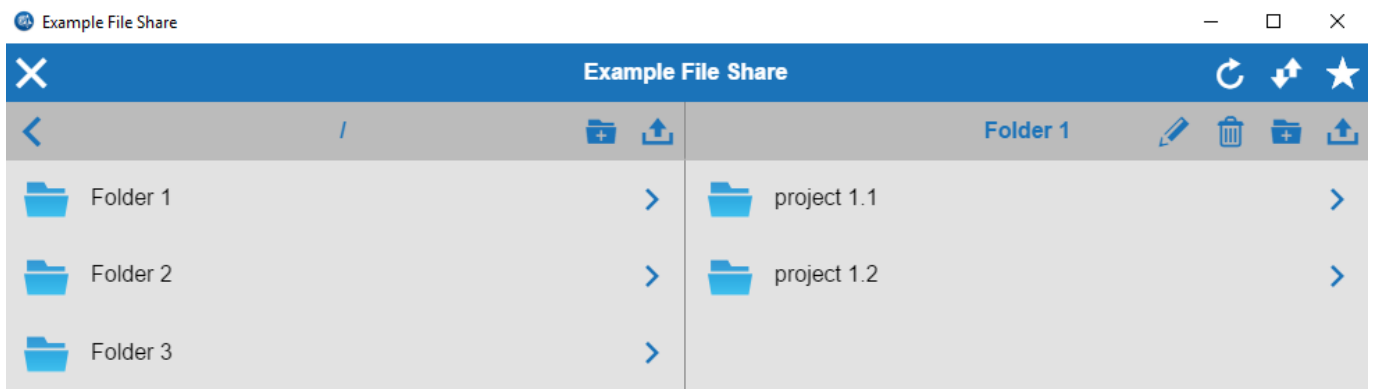 Example File Share
Example File Share
/
Folder 1
Folder 1
Folder 2
Folder 3
project 1.1
project 1.2